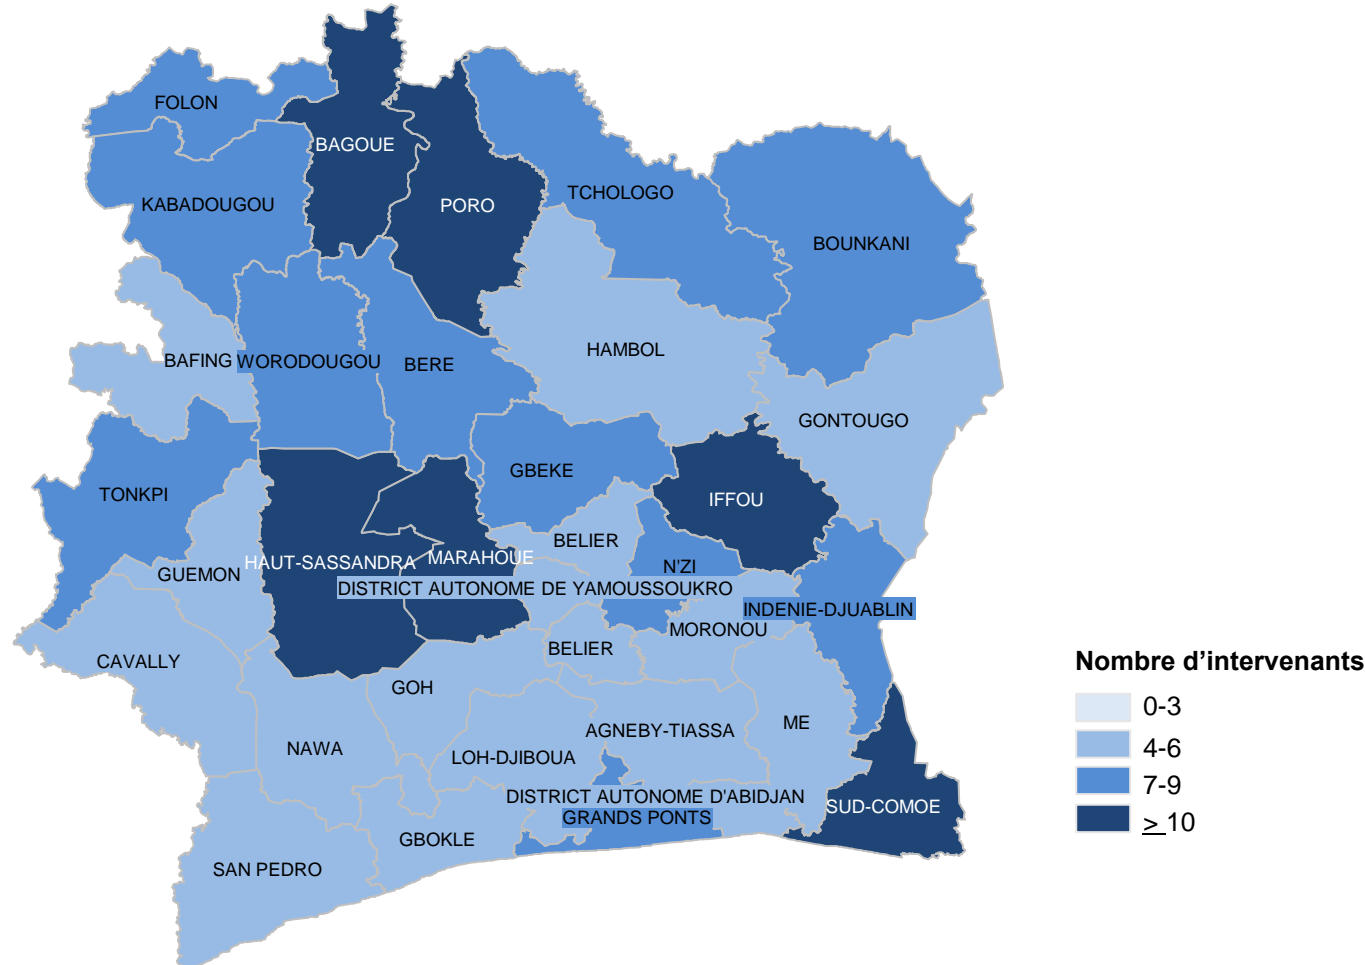 FOLON
BAGOUE
KABADOUGOU
PORO
TCHOLOGO
BOUNKANI
BAFING
WORODOUGOU
BERE
HAMBOL
GONTOUGO
TONKPI
GBEKE
IFFOU
BELIER
HAUT-SASSANDRA
MARAHOUE
N'ZI
GUEMON
DISTRICT AUTONOME DE YAMOUSSOUKRO
INDENIE-DJUABLIN
MORONOU
CAVALLY
BELIER
GOH
NAWA
LOH-DJIBOUA
AGNEBY-TIASSA
ME
DISTRICT AUTONOME D'ABIDJAN
SUD-COMOE
GRANDS PONTS
GBOKLE
SAN PEDRO
Nombre d’intervenants
0-3
4-6
7-9
≥ 10